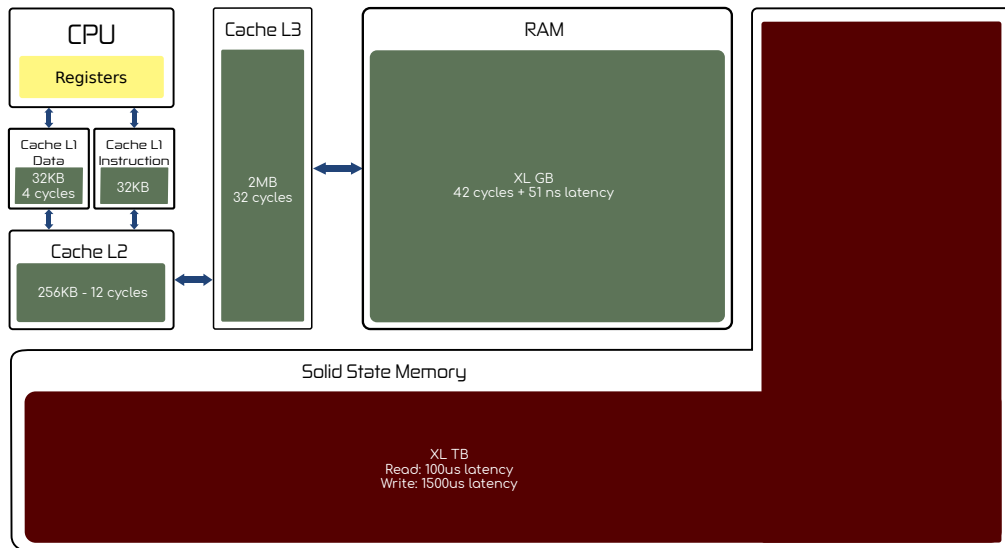 CPU
Registers
Cache L1
Data
32KB
4 cycles
Cache L1
Instruction
32KB
Cache L2
256KB - 12 cycles
Cache L3
2MB
32 cycles
RAM
XL GB
42 cycles + 51 ns latency
Solid State Memory
XL TB
Read: 100us latency
Write: 1500us latency